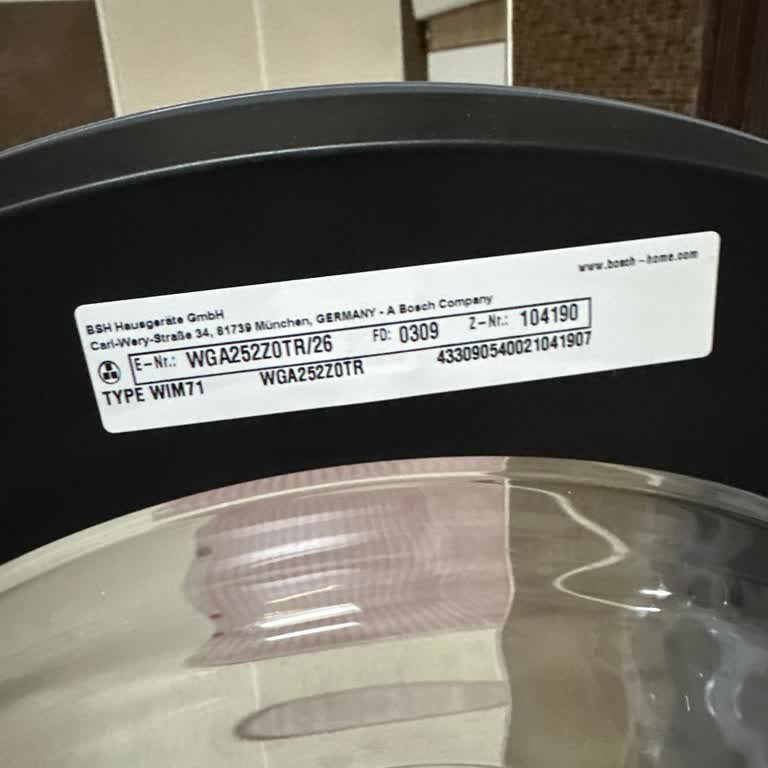 www.bosch-home.com
BSH Hausgeräte GmbH
Carl-Wery-Straße 34, 81739 München, GERMANY - A Bosch Company
E-Nr.: WGA252Z0TR/26 FD: 0309 Z-Nr.: 104190
TYPE WIM71 WGA252Z0TR 433090540021041907